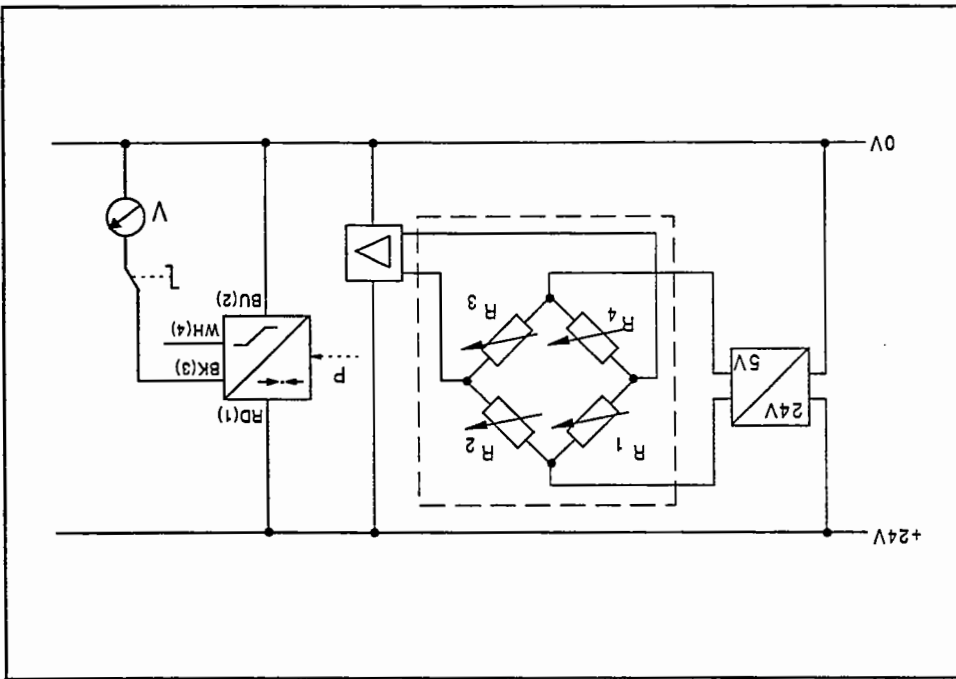 +24V
R1
R2
24V
RD(1)
P
BK(3)
5V
WH(4)
R4
R3
BU(2)
V
0V